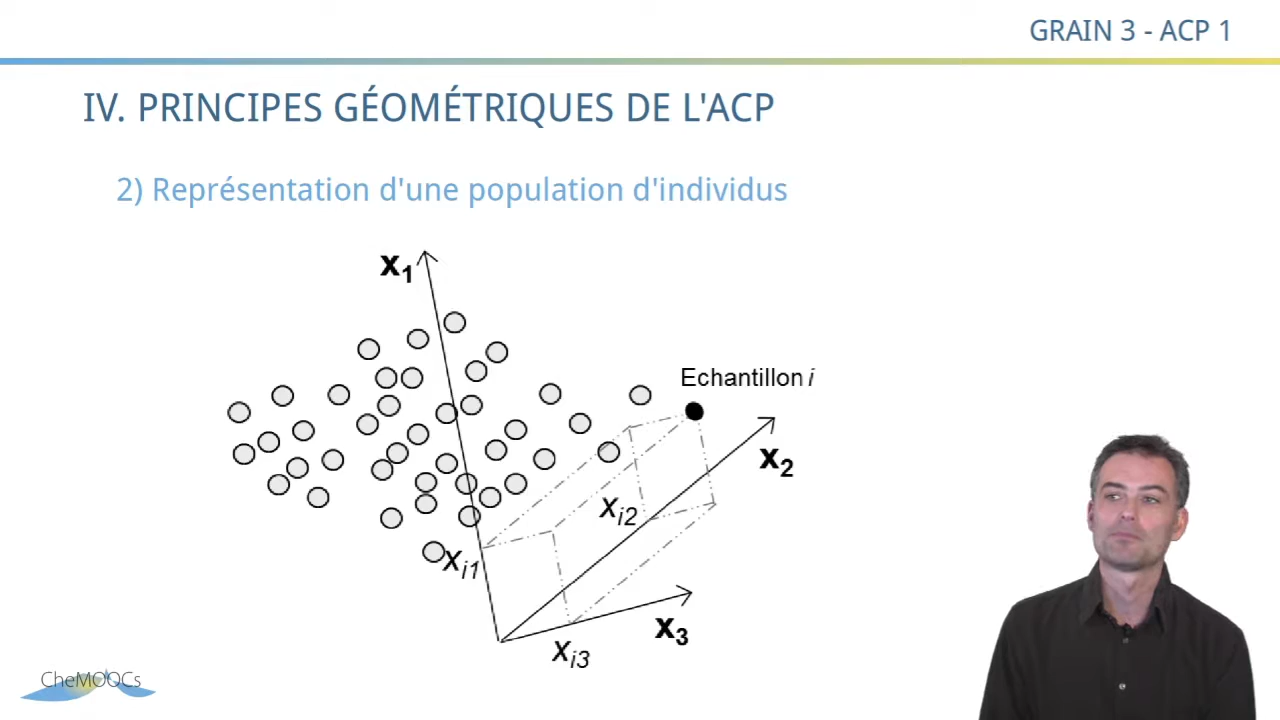 GRAIN 3 - ACP 1
IV. PRINCIPES GÉOMÉTRIQUES DE L'ACP
2) Représentation d'une population d'individus
x1
Echantillon i
x2
xi2
xi1
x3
xi3
CheMOOCs